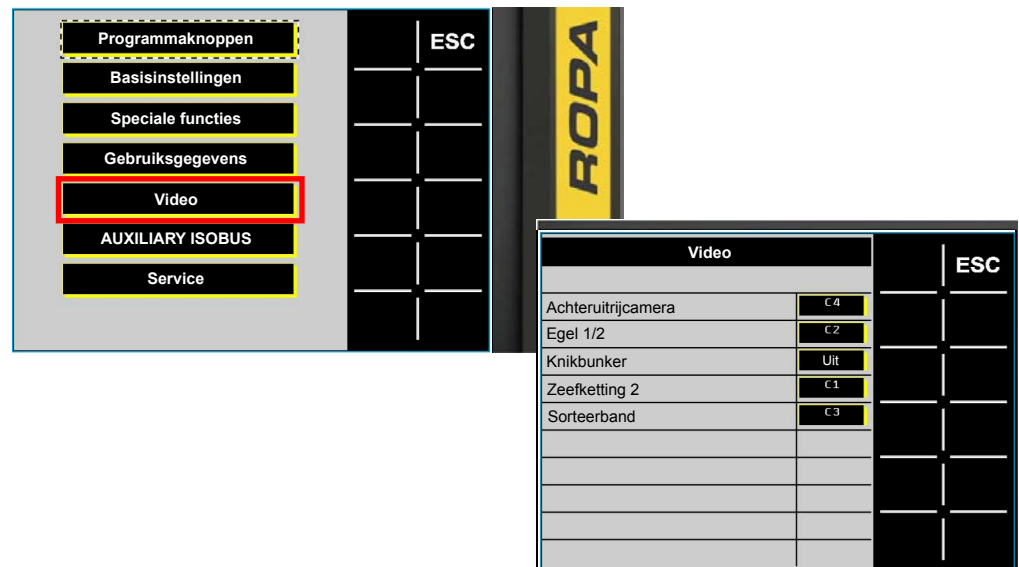 Programmaknoppen
ESC
Basisinstellingen
Speciale functies
Gebruiksgegevens
Video
AUXILIARY ISOBUS
Service
ROPA
Video
ESC
Achteruitrijcamera C4
Egel 1/2 C2
Knikbunker Uit
Zeefketting 2 C1
Sorteerband C3